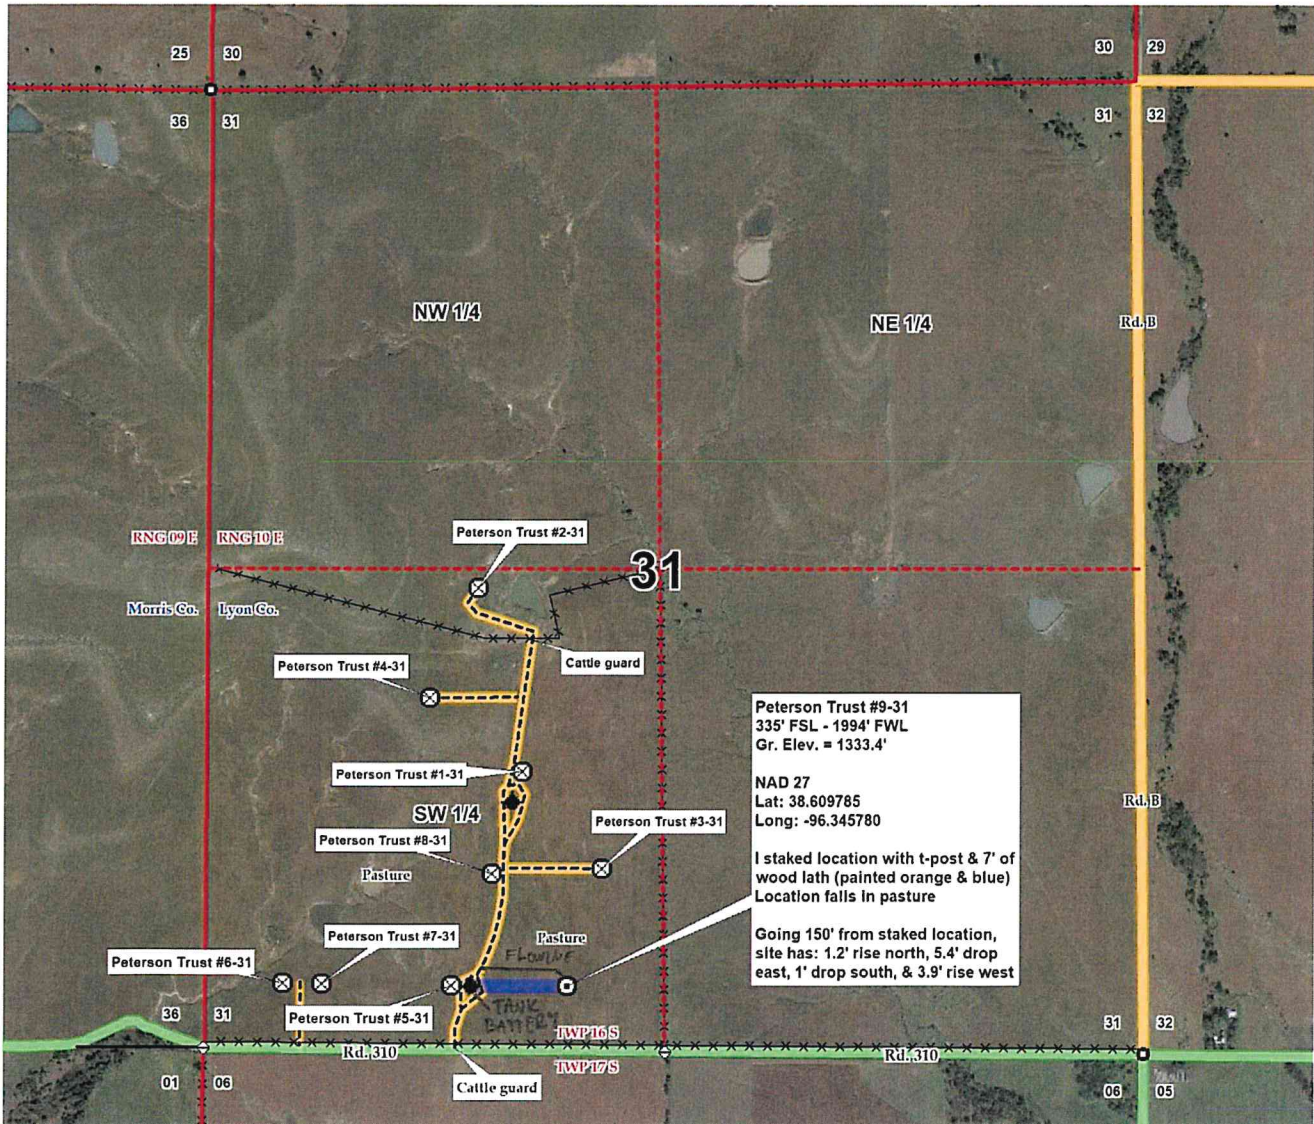 25 30
30 29
36 31
31 32
NW 1/4
NE 1/4
Rd. B
RNG 09 E RNG 10 E
Peterson Trust #2-31
31
Morris Co. Lyon Co.
Cattle guard
Peterson Trust #4-31
Peterson Trust #9-31
335' FSL - 1994' FWL
Gr. Elev. = 1333.4'
NAD 27
Lat: 38.609785
Long: -96.345780
I staked location with t-post & 7' of
wood lath (painted orange & blue)
Location falls in pasture
Going 150' from staked location,
site has: 1.2' rise north, 5.4' drop
east, 1' drop south, & 3.9' rise west
Peterson Trust #1-31
SW 1/4
Rd. B
Peterson Trust #3-31
Peterson Trust #8-31
Pasture
Peterson Trust #7-31
Pasture
FLOWLINE
Peterson Trust #6-31
Peterson Trust #5-31
TANK
BATTERY
36 31
31 32
TWP 16 S
Rd. 310
Rd. 310
TWP 17 S
01 06
Cattle guard
06 05